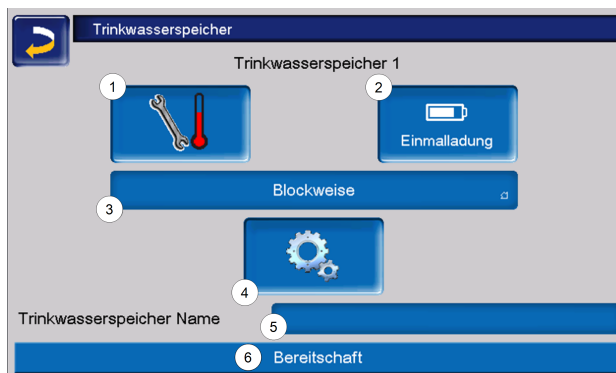 Trinkwasserspeicher
Trinkwasserspeicher 1
1
2
Einmalladung
Blockweise
3
4
Trinkwasserspeicher Name
5
6 Bereitschaft